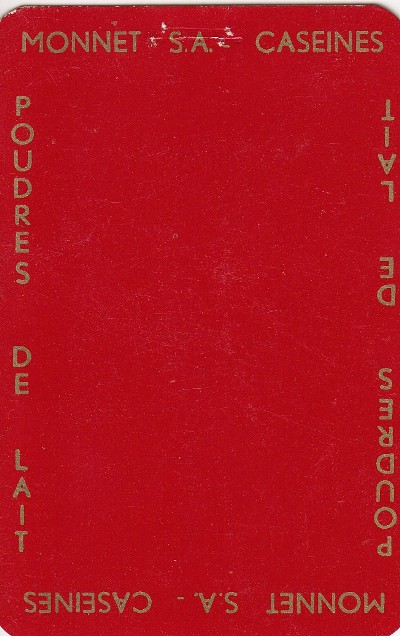 MONNET S.A. - CASEINES
POUDRES DE LAIT
POUDRES DE LAIT
MONNET S.A. - CASEINES